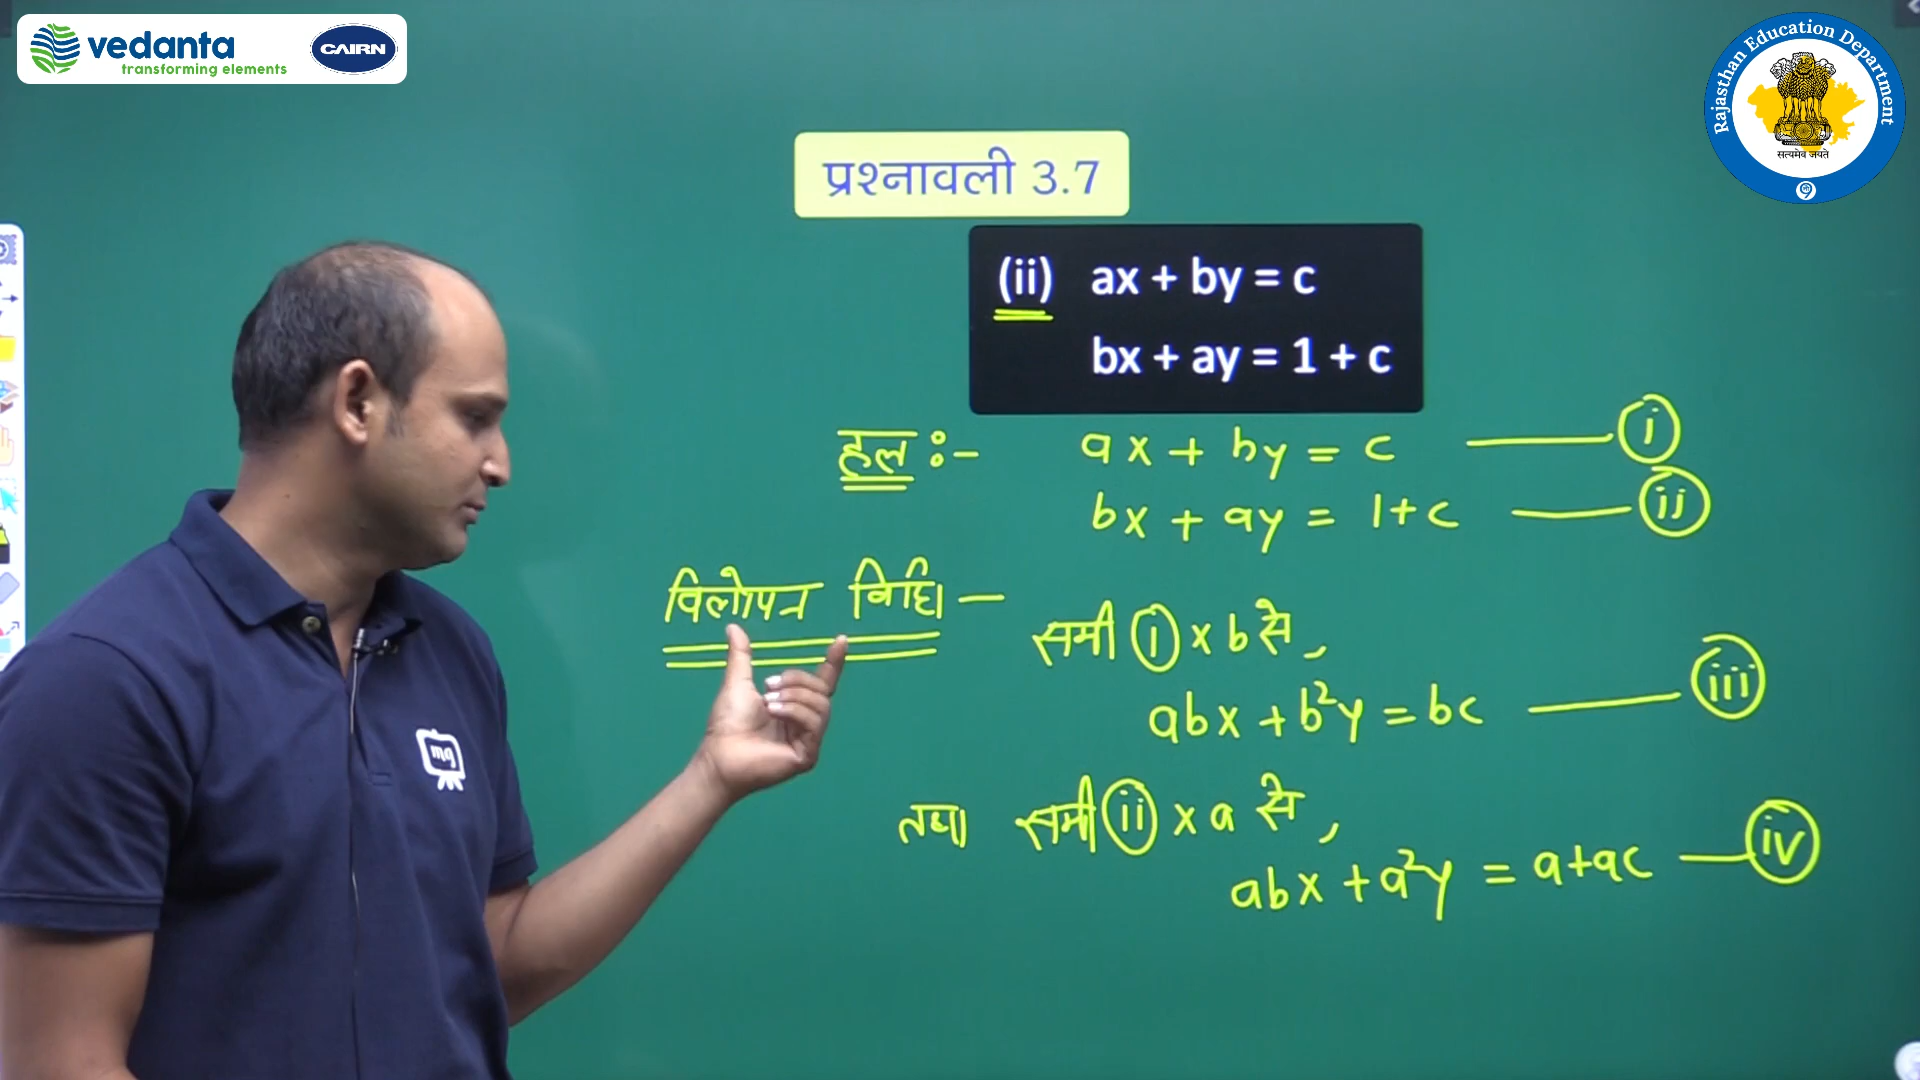 vedanta
transforming elements
CAIRN
Rajasthan Education Department
सत्यमेव जयते
प्रश्नावली 3.7
(ii) ax + by = c
bx + ay = 1 + c
हल :- ax + by = c — i
bx + ay = 1+c — ii
विलोपन विधि —
समी i × b से,
abx + b²y = bc — iii
तथा समी ii × a से,
abx + a²y = a+ac — iv
mg